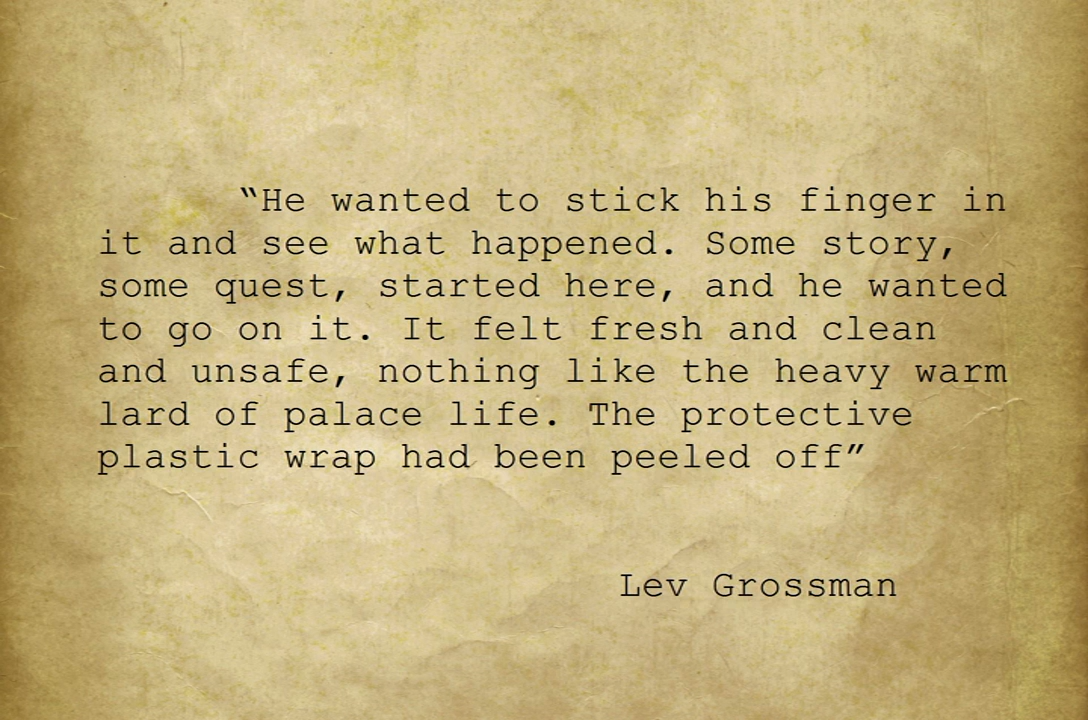 “He wanted to stick his finger in
it and see what happened. Some story,
some quest, started here, and he wanted
to go on it. It felt fresh and clean
and unsafe, nothing like the heavy warm
lard of palace life. The protective
plastic wrap had been peeled off”
Lev Grossman